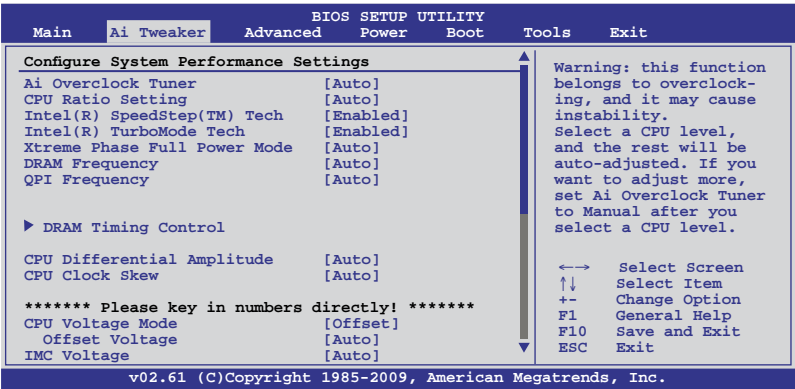 BIOS SETUP UTILITY
Main Ai Tweaker Advanced Power Boot Tools Exit
Configure System Performance Settings
Ai Overclock Tuner [Auto]
CPU Ratio Setting [Auto]
Intel(R) SpeedStep(TM) Tech [Enabled]
Intel(R) TurboMode Tech [Enabled]
Xtreme Phase Full Power Mode [Auto]
DRAM Frequency [Auto]
QPI Frequency [Auto]
DRAM Timing Control
CPU Differential Amplitude [Auto]
CPU Clock Skew [Auto]
******* Please key in numbers directly! *******
CPU Voltage Mode [Offset]
Offset Voltage [Auto]
IMC Voltage [Auto]
Warning: this function
belongs to overclock-
ing, and it may cause
instability.
Select a CPU level,
and the rest will be
auto-adjusted. If you
want to adjust more,
set Ai Overclock Tuner
to Manual after you
select a CPU level.
←→ Select Screen
↑↓ Select Item
+- Change Option
F1 General Help
F10 Save and Exit
ESC Exit
v02.61 (C)Copyright 1985-2009, American Megatrends, Inc.